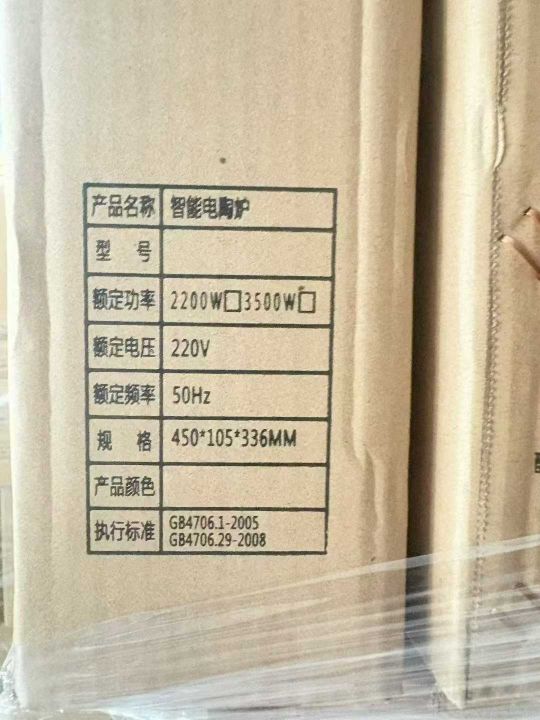 产品名称 智能电陶炉
型 号
额定功率 2200W□3500W□
额定电压 220V
额定频率 50Hz
规 格 450*105*336MM
产品颜色
执行标准 GB4706.1-2005
GB4706.29-2008